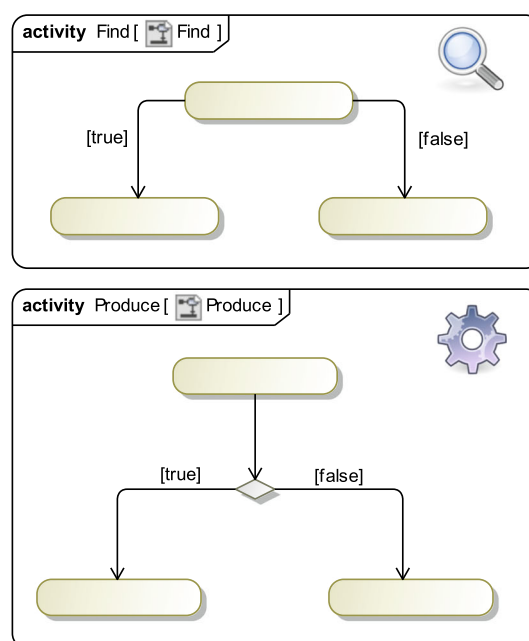 activity Find [ Find ]
[true]
[false]
activity Produce [ Produce ]
[true]
[false]